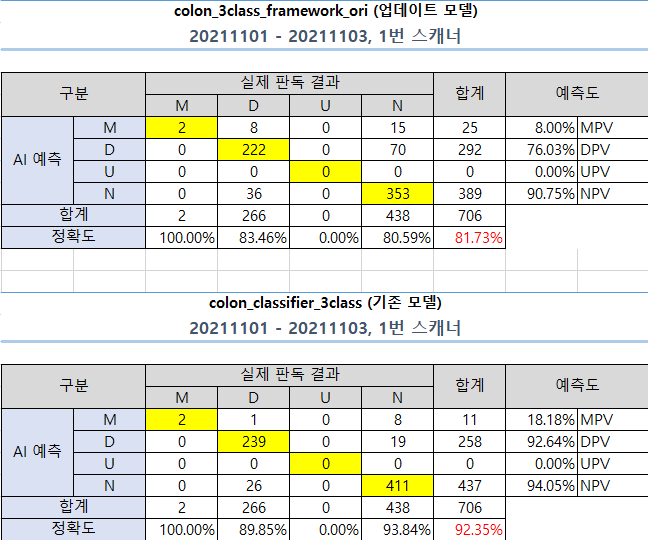 colon_3class_framework_ori (업데이트 모델)
20211101 - 20211103, 1번 스캐너
구분 실제 판독 결과 합계 예측도
M D U N
AI 예측 M 2 8 0 15 25 8.00% MPV
D 0 222 0 70 292 76.03% DPV
U 0 0 0 0 0 0.00% UPV
N 0 36 0 353 389 90.75% NPV
합계 2 266 0 438 706
정확도 100.00% 83.46% 0.00% 80.59% 81.73%
colon_classifier_3class (기존 모델)
20211101 - 20211103, 1번 스캐너
구분 실제 판독 결과 합계 예측도
M D U N
AI 예측 M 2 1 0 8 11 18.18% MPV
D 0 239 0 19 258 92.64% DPV
U 0 0 0 0 0 0.00% UPV
N 0 26 0 411 437 94.05% NPV
합계 2 266 0 438 706
정확도 100.00% 89.85% 0.00% 93.84% 92.35%